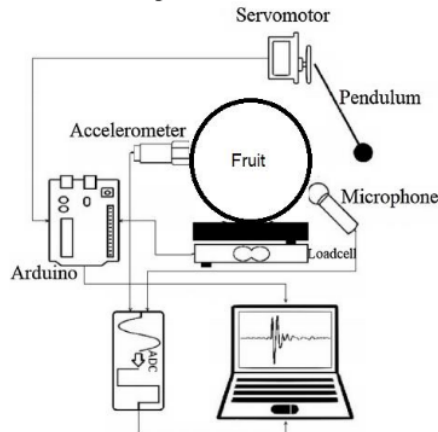 Servomotor
Pendulum
Accelerometer
Fruit
Microphone
Loadcell
Arduino
ADC